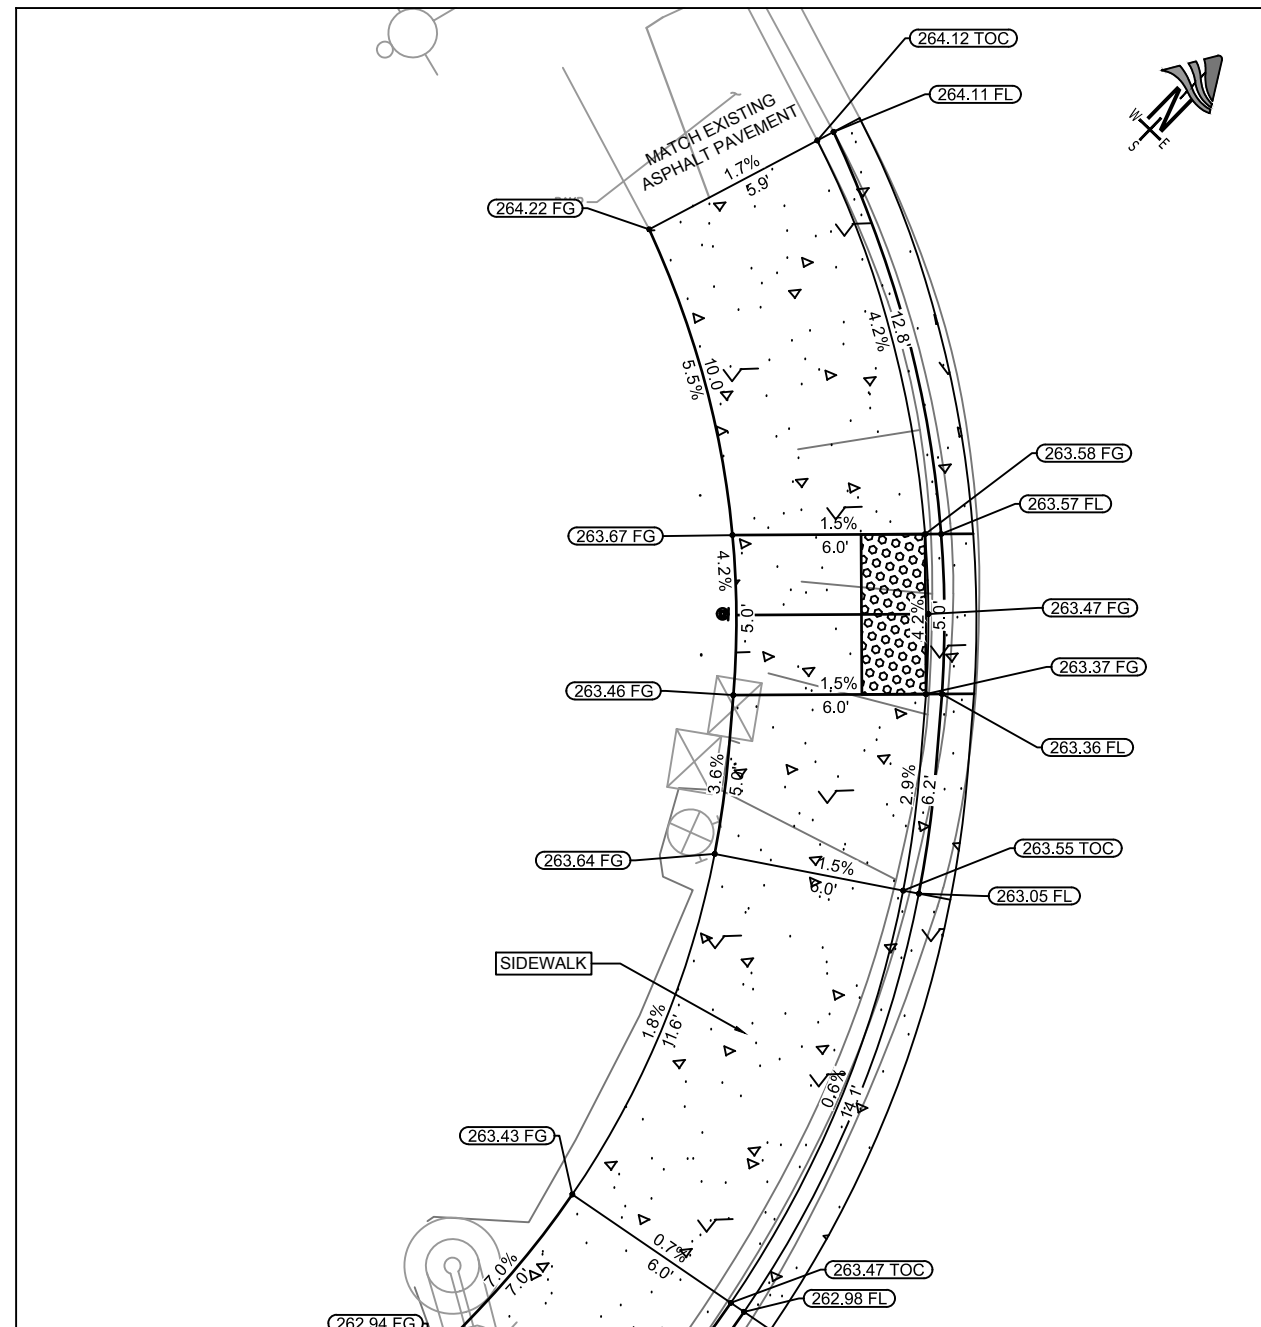 264.12 TOC
264.11 FL
N
W
S
E
MATCH EXISTING
ASPHALT PAVEMENT
1.7%
5.9'
264.22 FG
4.2%
12.8'
5.5%
10.0'
263.58 FG
263.57 FL
263.67 FG
1.5%
6.0'
4.2%
5.0'
4.2%
5.0'
263.47 FG
263.37 FG
263.46 FG
1.5%
6.0'
263.36 FL
3.6%
5.0'
2.9%
6.2'
263.64 FG
1.5%
6.0'
263.55 TOC
263.05 FL
SIDEWALK
1.8%
11.6'
0.6%
14.1'
263.43 FG
0.7%
6.0'
263.47 TOC
262.98 FL
7.0%
7.0'
262.94 FG